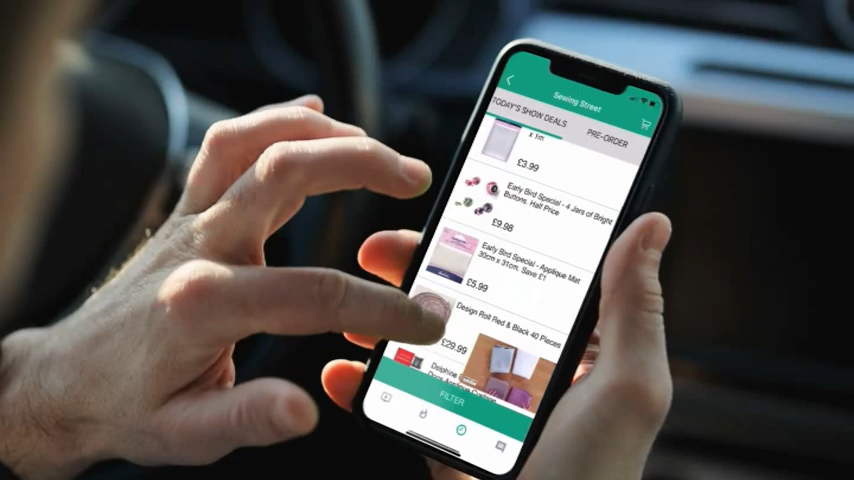 Sewing Street
TODAY'S SHOW DEALS
PRE-ORDER
x 1m
£3.99
Early Bird Special - 4 Jars of Bright
Buttons. Half Price
£9.98
Early Bird Special - Applique Mat
30cm x 31cm. Save £1
£5.99
Design Roll Red & Black 40 Pieces
£29.99
Delphine
FILTER